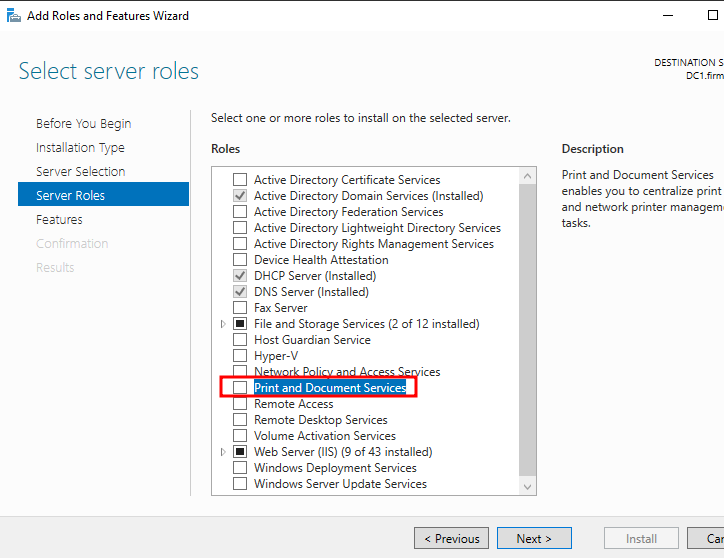 Add Roles and Features Wizard
Select server roles
DESTINATION S
DC1.firm
Before You Begin
Installation Type
Server Selection
Server Roles
Features
Confirmation
Results
Select one or more roles to install on the selected server.
Roles
Active Directory Certificate Services
Active Directory Domain Services (Installed)
Active Directory Federation Services
Active Directory Lightweight Directory Services
Active Directory Rights Management Services
Device Health Attestation
DHCP Server (Installed)
DNS Server (Installed)
Fax Server
File and Storage Services (2 of 12 installed)
Host Guardian Service
Hyper-V
Network Policy and Access Services
Print and Document Services
Remote Access
Remote Desktop Services
Volume Activation Services
Web Server (IIS) (9 of 43 installed)
Windows Deployment Services
Windows Server Update Services
Description
Print and Document Services
enables you to centralize print
and network printer managem
tasks.
< Previous
Next >
Install
Can